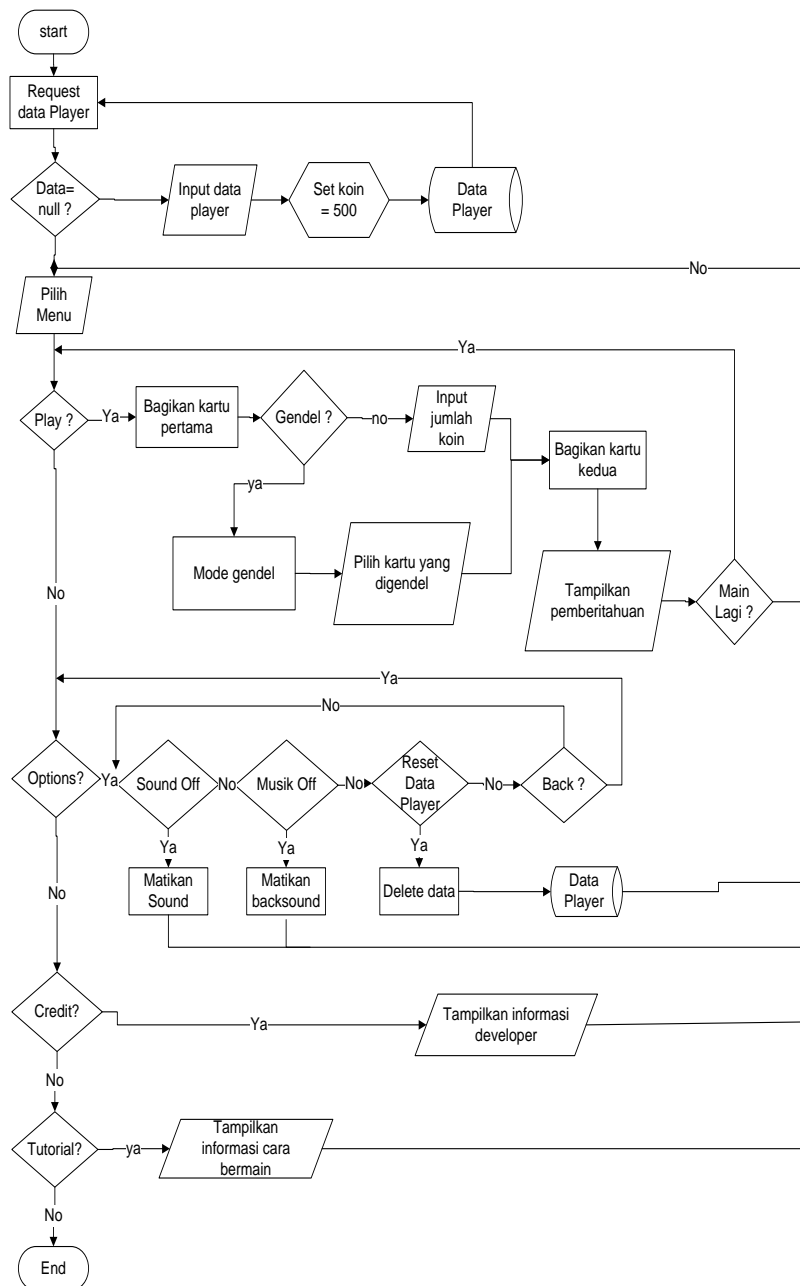 start
Request
data Player
Data=
null ?
Input data
player
Set koin
= 500
Data
Player
No
Pilih
Menu
Ya
Play ?
Ya
Bagikan kartu
pertama
Gendel ?
no
Input
jumlah
koin
Bagikan kartu
kedua
ya
Mode gendel
Pilih kartu yang
digendel
Tampilkan
pemberitahuan
Main
Lagi ?
No
Ya
No
Options?
Ya
Sound Off
No
Musik Off
No
Reset
Data
Player
No
Back ?
Ya
Ya
Ya
Matikan
Sound
Matikan
backsound
Delete data
Data
Player
No
Credit?
Ya
Tampilkan informasi
developer
No
Tutorial?
ya
Tampilkan
informasi cara
bermain
No
End